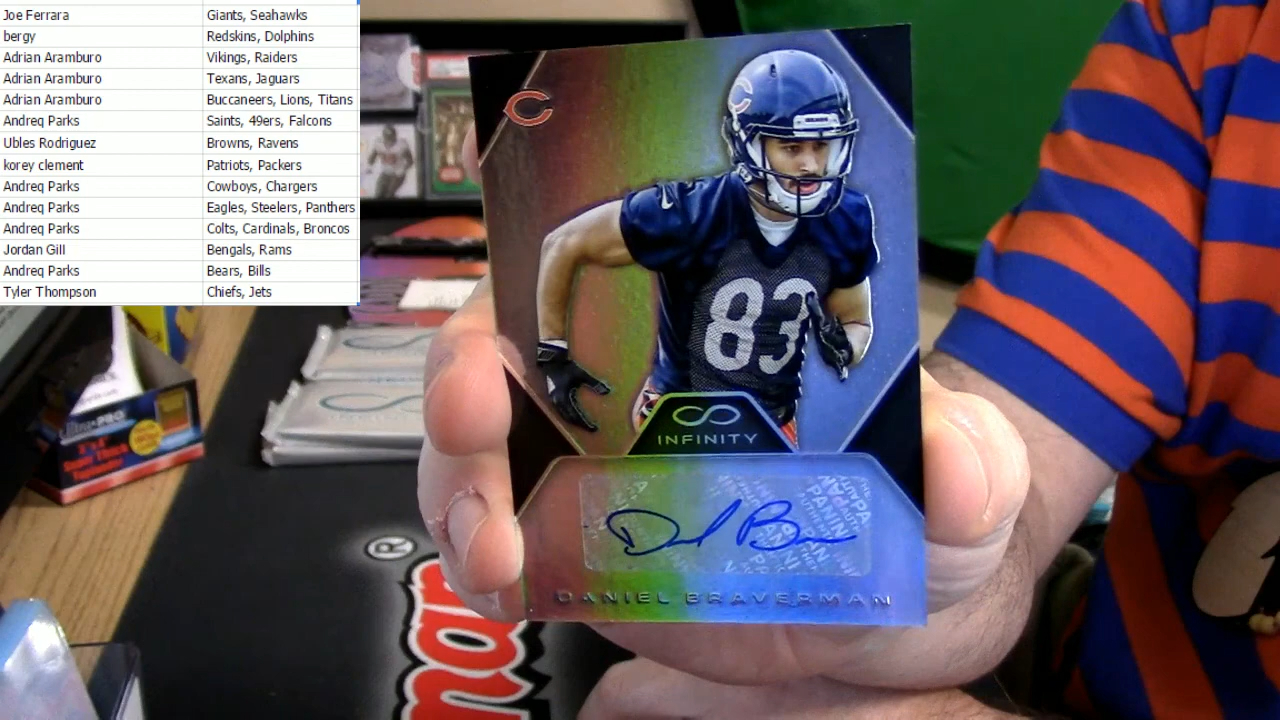 Joe Ferrara Giants, Seahawks
bergy Redskins, Dolphins
Adrian Aramburo Vikings, Raiders
Adrian Aramburo Texans, Jaguars
Adrian Aramburo Buccaneers, Lions, Titans
Andreq Parks Saints, 49ers, Falcons
Ubles Rodriguez Browns, Ravens
korey clement Patriots, Packers
Andreq Parks Cowboys, Chargers
Andreq Parks Eagles, Steelers, Panthers
Andreq Parks Colts, Cardinals, Broncos
Jordan Gill Bengals, Rams
Andreq Parks Bears, Bills
Tyler Thompson Chiefs, Jets
C
83
INFINITY
PANINI
DANIEL BRAVERMAN
®